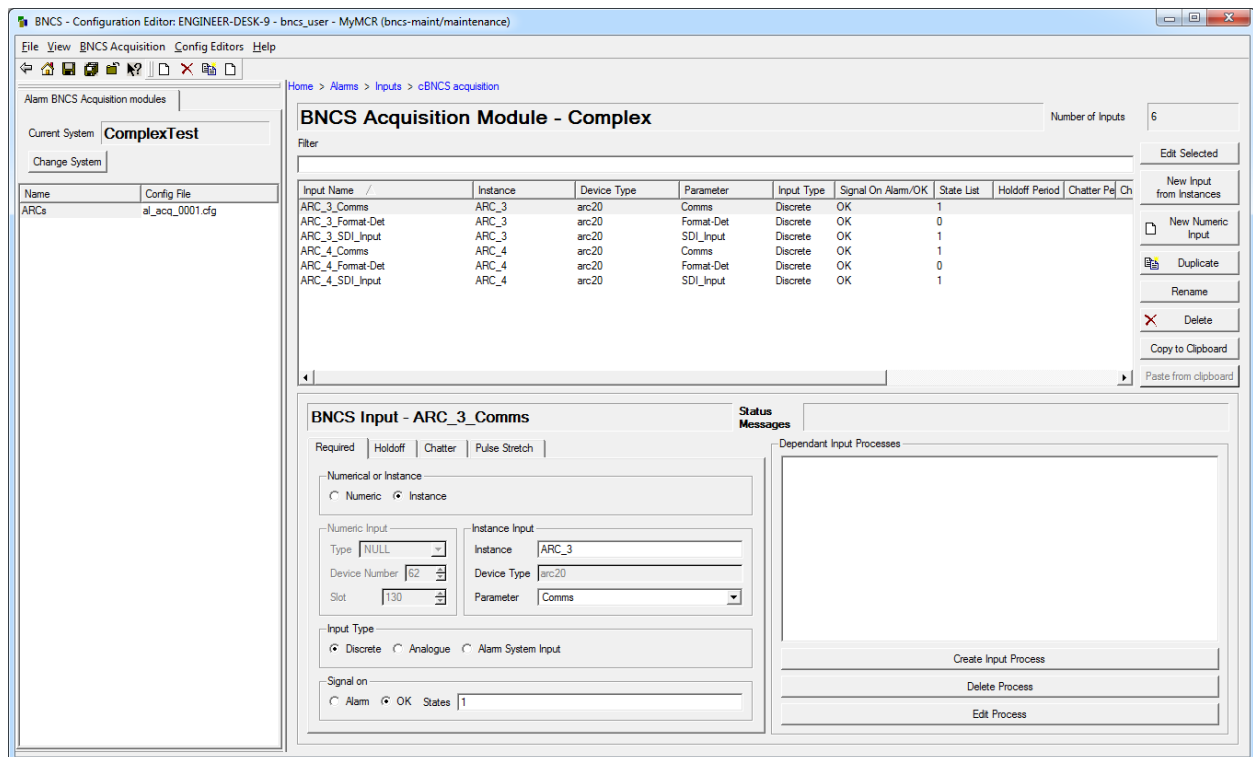 BNCS - Configuration Editor: ENGINEER-DESK-9 - bncs_user - MyMCR (bncs-maint/maintenance)
File View BNCS Acquisition Config Editors Help
Home > Alarms > Inputs > cBNCS acquisition
Alarm BNCS Acquisition modules
Current System ComplexTest
Change System
Name Config File
ARCs al_acq_0001.cfg
BNCS Acquisition Module - Complex
Number of Inputs 6
Filter
Input Name Instance Device Type Parameter Input Type Signal On Alarm/OK State List Holdoff Period Chatter Pe Ch
ARC_3_Comms ARC_3 arc20 Comms Discrete OK 1
ARC_3_Format-Det ARC_3 arc20 Format-Det Discrete OK 0
ARC_3_SDI_Input ARC_3 arc20 SDI_Input Discrete OK 1
ARC_4_Comms ARC_4 arc20 Comms Discrete OK 1
ARC_4_Format-Det ARC_4 arc20 Format-Det Discrete OK 0
ARC_4_SDI_Input ARC_4 arc20 SDI_Input Discrete OK 1
Edit Selected
New Input
from Instances
New Numeric
Input
Duplicate
Rename
Delete
Copy to Clipboard
Paste from clipboard
BNCS Input - ARC_3_Comms
Status
Messages
Required Holdoff Chatter Pulse Stretch
Numerical or Instance
Numeric Instance
Numeric Input
Type NULL
Device Number 62
Slot 130
Instance Input
Instance ARC_3
Device Type arc20
Parameter Comms
Input Type
Discrete Analogue Alarm System Input
Signal on
Alarm OK States 1
Dependant Input Processes
Create Input Process
Delete Process
Edit Process